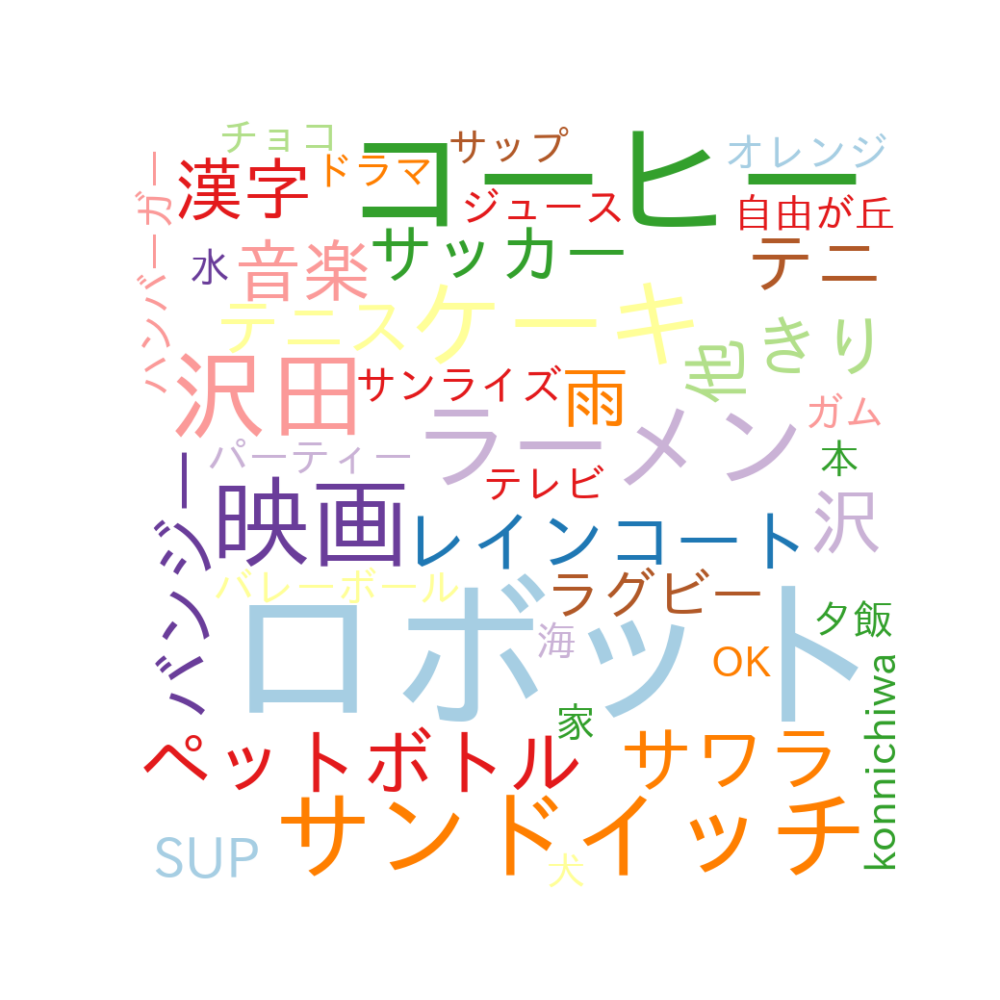 チョコ
コーヒー
サップ
オレンジ
ドラマ
漢字
ハンバーガー
ジュース
自由が丘
サッカー
テニ
水
音楽
テニス
ケーキ
きり
他
沢田
サンライズ
雨
ラーメン
ガム
パーティー
本
テレビ
バンジー
映画
沢
レインコート
バレーボール
ラグビー
ロボット
夕飯
海
OK
konnichiwa
家
ペットボトル
サワラ
サンドイッチ
SUP
犬